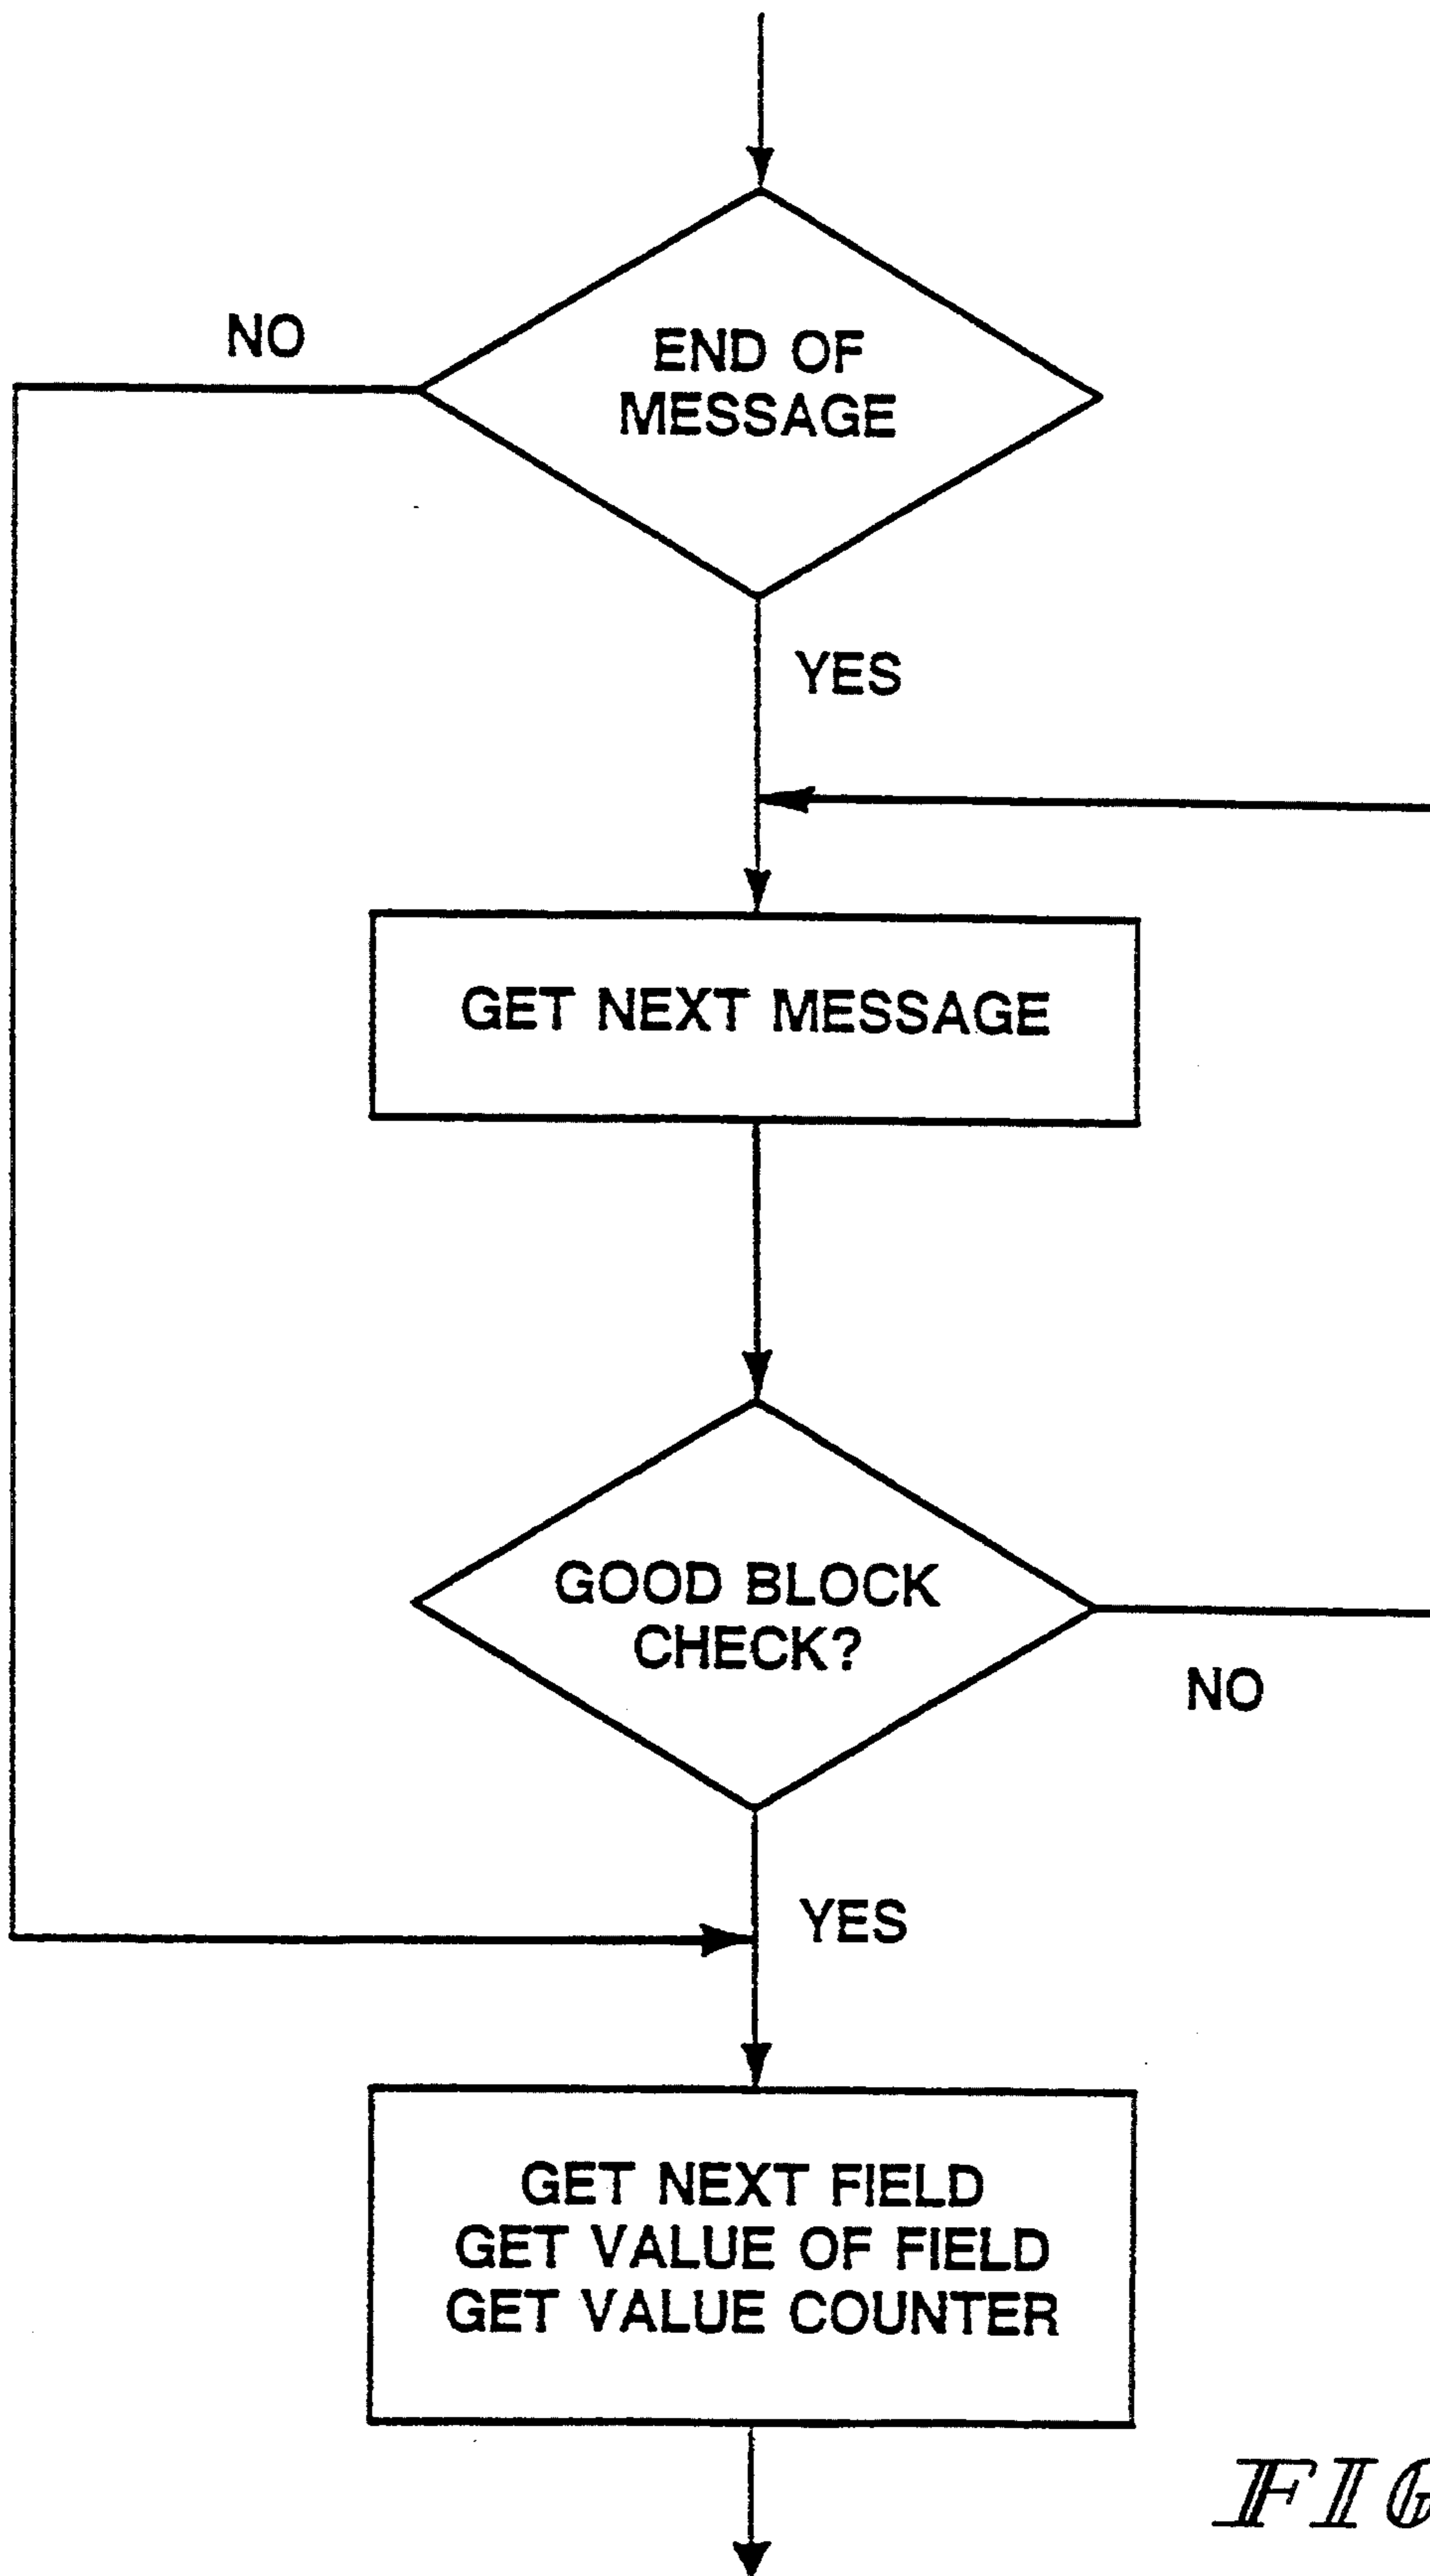 NO
END OF
MESSAGE
YES
GET NEXT MESSAGE
GOOD BLOCK
CHECK?
NO
YES
GET NEXT FIELD
GET VALUE OF FIELD
GET VALUE COUNTER
FIG